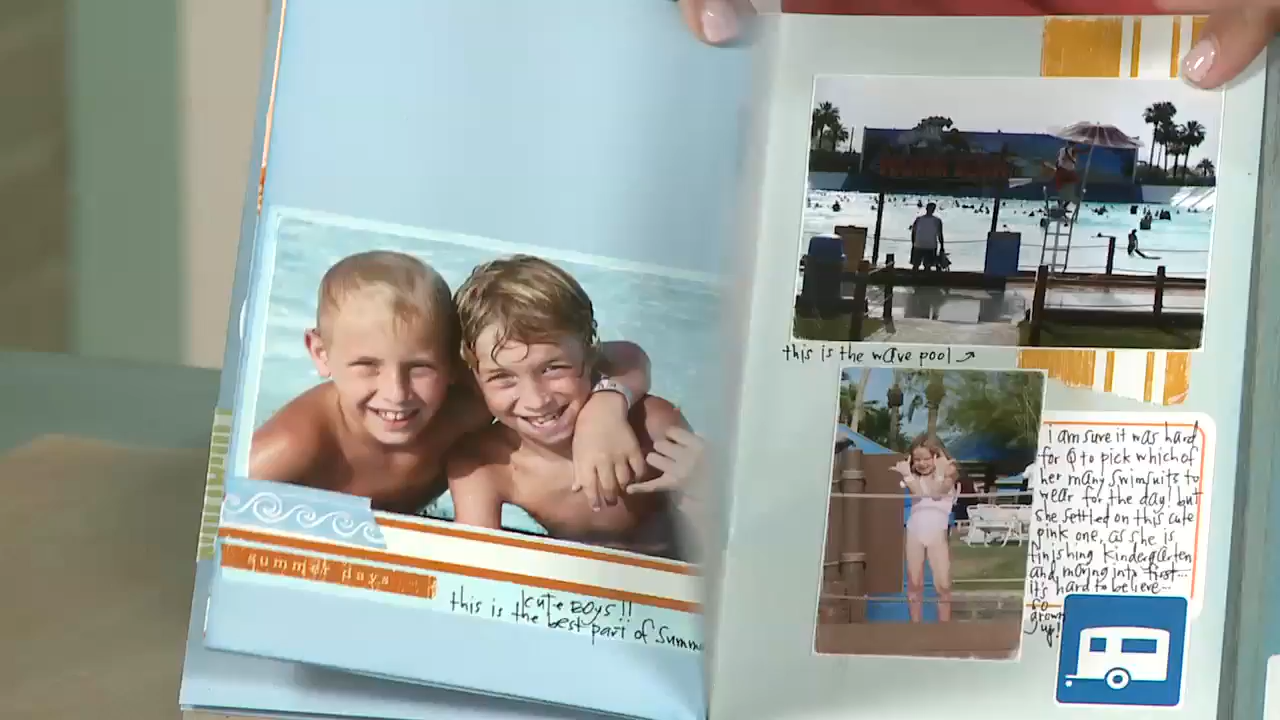 summer days
cute BOYS!!
this is the best part of summ
this is the wave pool
i am sure it was hard
for Q to pick which of
her many swimsuits to
wear for the day! but
she settled on this cute
pink one, as she is
finishing kindergarten
and moving into first...
it's hard to believe...
so
grown
up!